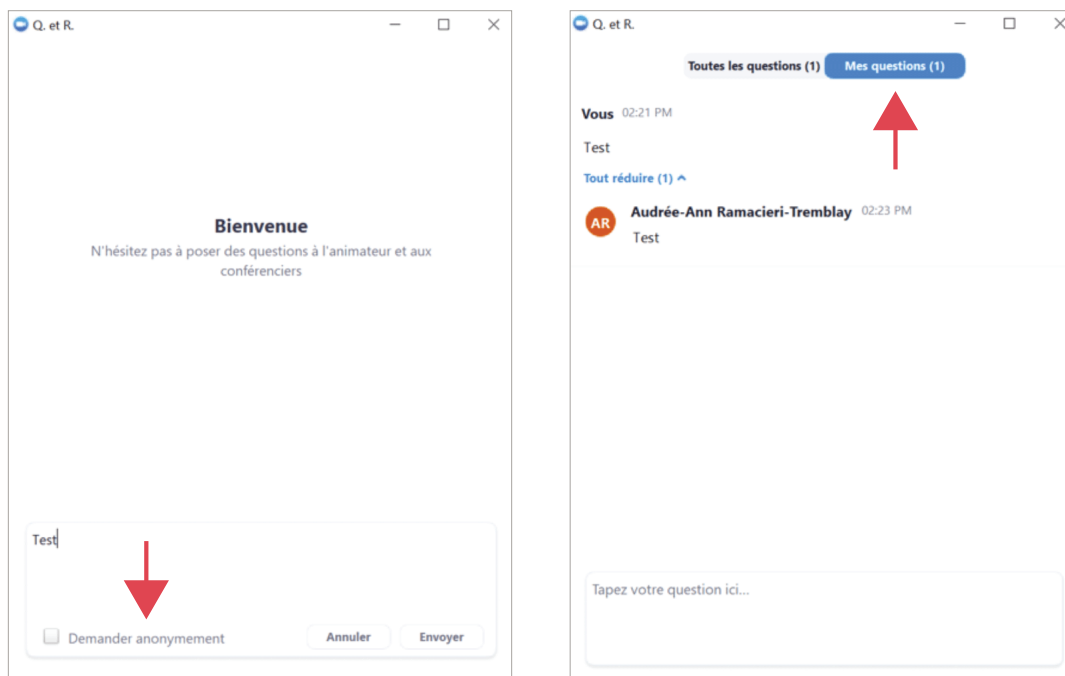 Q. et R.
Bienvenue
N'hésitez pas à poser des questions à l'animateur et aux
conférenciers
Test
Demander anonymement
Annuler
Envoyer
Q. et R.
Toutes les questions (1)
Mes questions (1)
Vous 02:21 PM
Test
Tout réduire (1)
AR
Audrée-Ann Ramacieri-Tremblay 02:23 PM
Test
Tapez votre question ici...